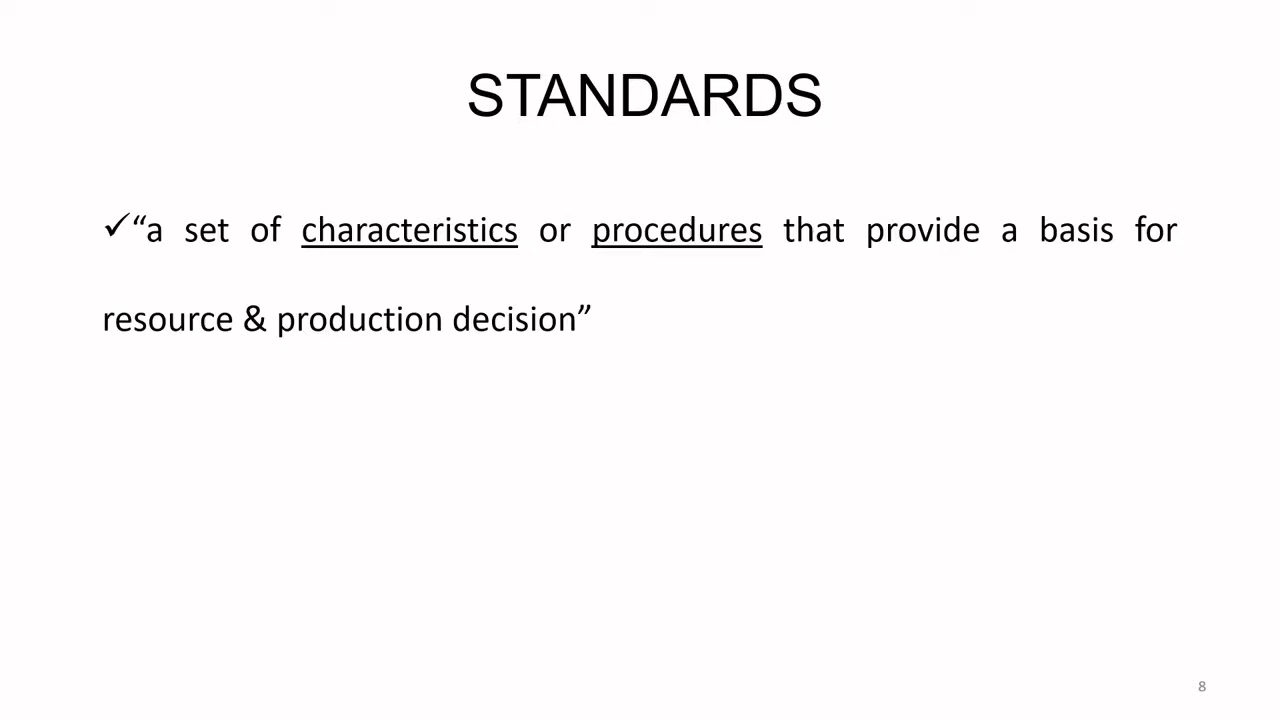 STANDARDS
✓“a set of characteristics or procedures that provide a basis for
resource & production decision”
8